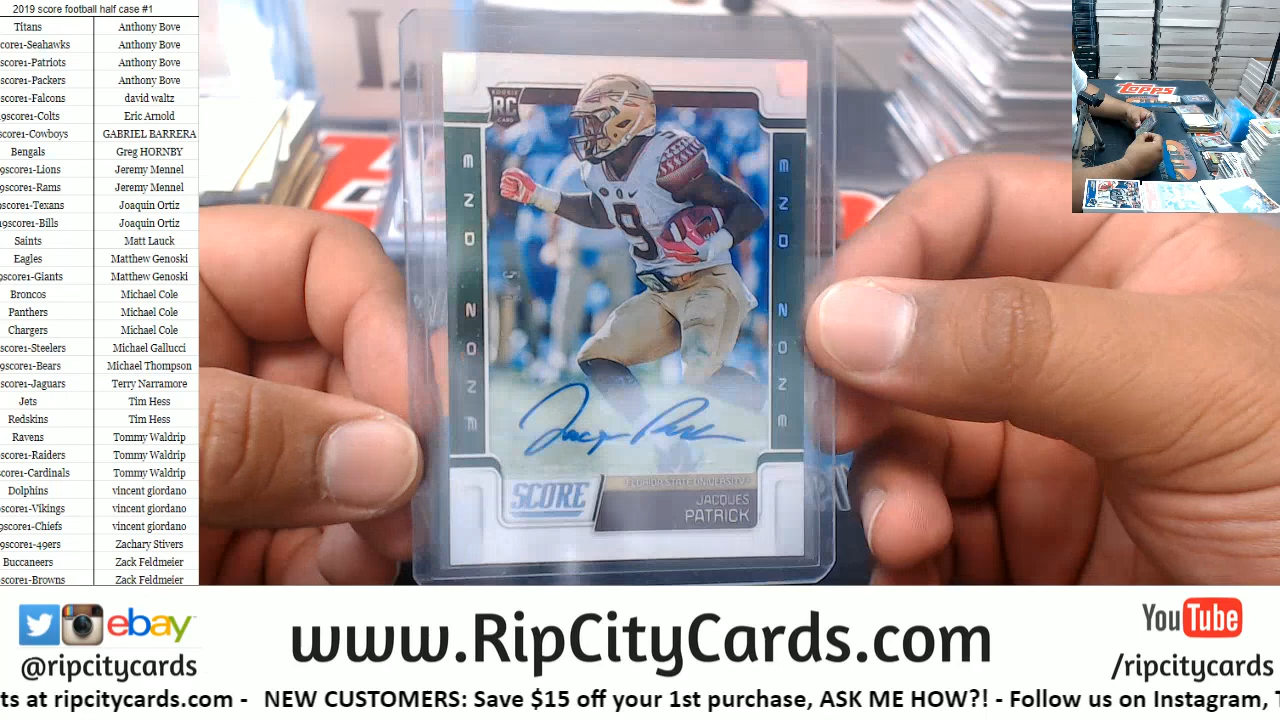 2019 score football half case #1
Titans Anthony Bove
core1-Seahawks Anthony Bove
score1-Patriots Anthony Bove
score1-Packers Anthony Bove
score1-Falcons david waltz
19score1-Colts Eric Arnold
score1-Cowboys GABRIEL BARRERA
Bengals Greg HORNBY
9score1-Lions Jeremy Mennel
9score1-Rams Jeremy Mennel
9score1-Texans Joaquin Ortiz
19score1-Bills Joaquin Ortiz
Saints Matt Lauck
Eagles Matthew Genoski
9score1-Giants Matthew Genoski
Broncos Michael Cole
Panthers Michael Cole
Chargers Michael Cole
score1-Steelers Michael Gallucci
9score1-Bears Michael Thompson
score1-Jaguars Terry Narramore
Jets Tim Hess
Redskins Tim Hess
Ravens Tommy Waldrip
score1-Raiders Tommy Waldrip
core1-Cardinals Tommy Waldrip
Dolphins vincent giordano
score1-Vikings vincent giordano
9score1-Chiefs vincent giordano
9score1-49ers Zachary Stivers
Buccaneers Zack Feldmeier
score1-Browns Zack Feldmeier
ROOKIE
RC
CARD
END ZONE
END ZONE
9
SCORE
FLORIDA STATE UNIVERSITY
JACQUES
PATRICK
Topps
ebay
@ripcitycards
www.RipCityCards.com
YouTube
/ripcitycards
ts at ripcitycards.com - NEW CUSTOMERS: Save $15 off your 1st purchase, ASK ME HOW?! - Follow us on Instagram, T